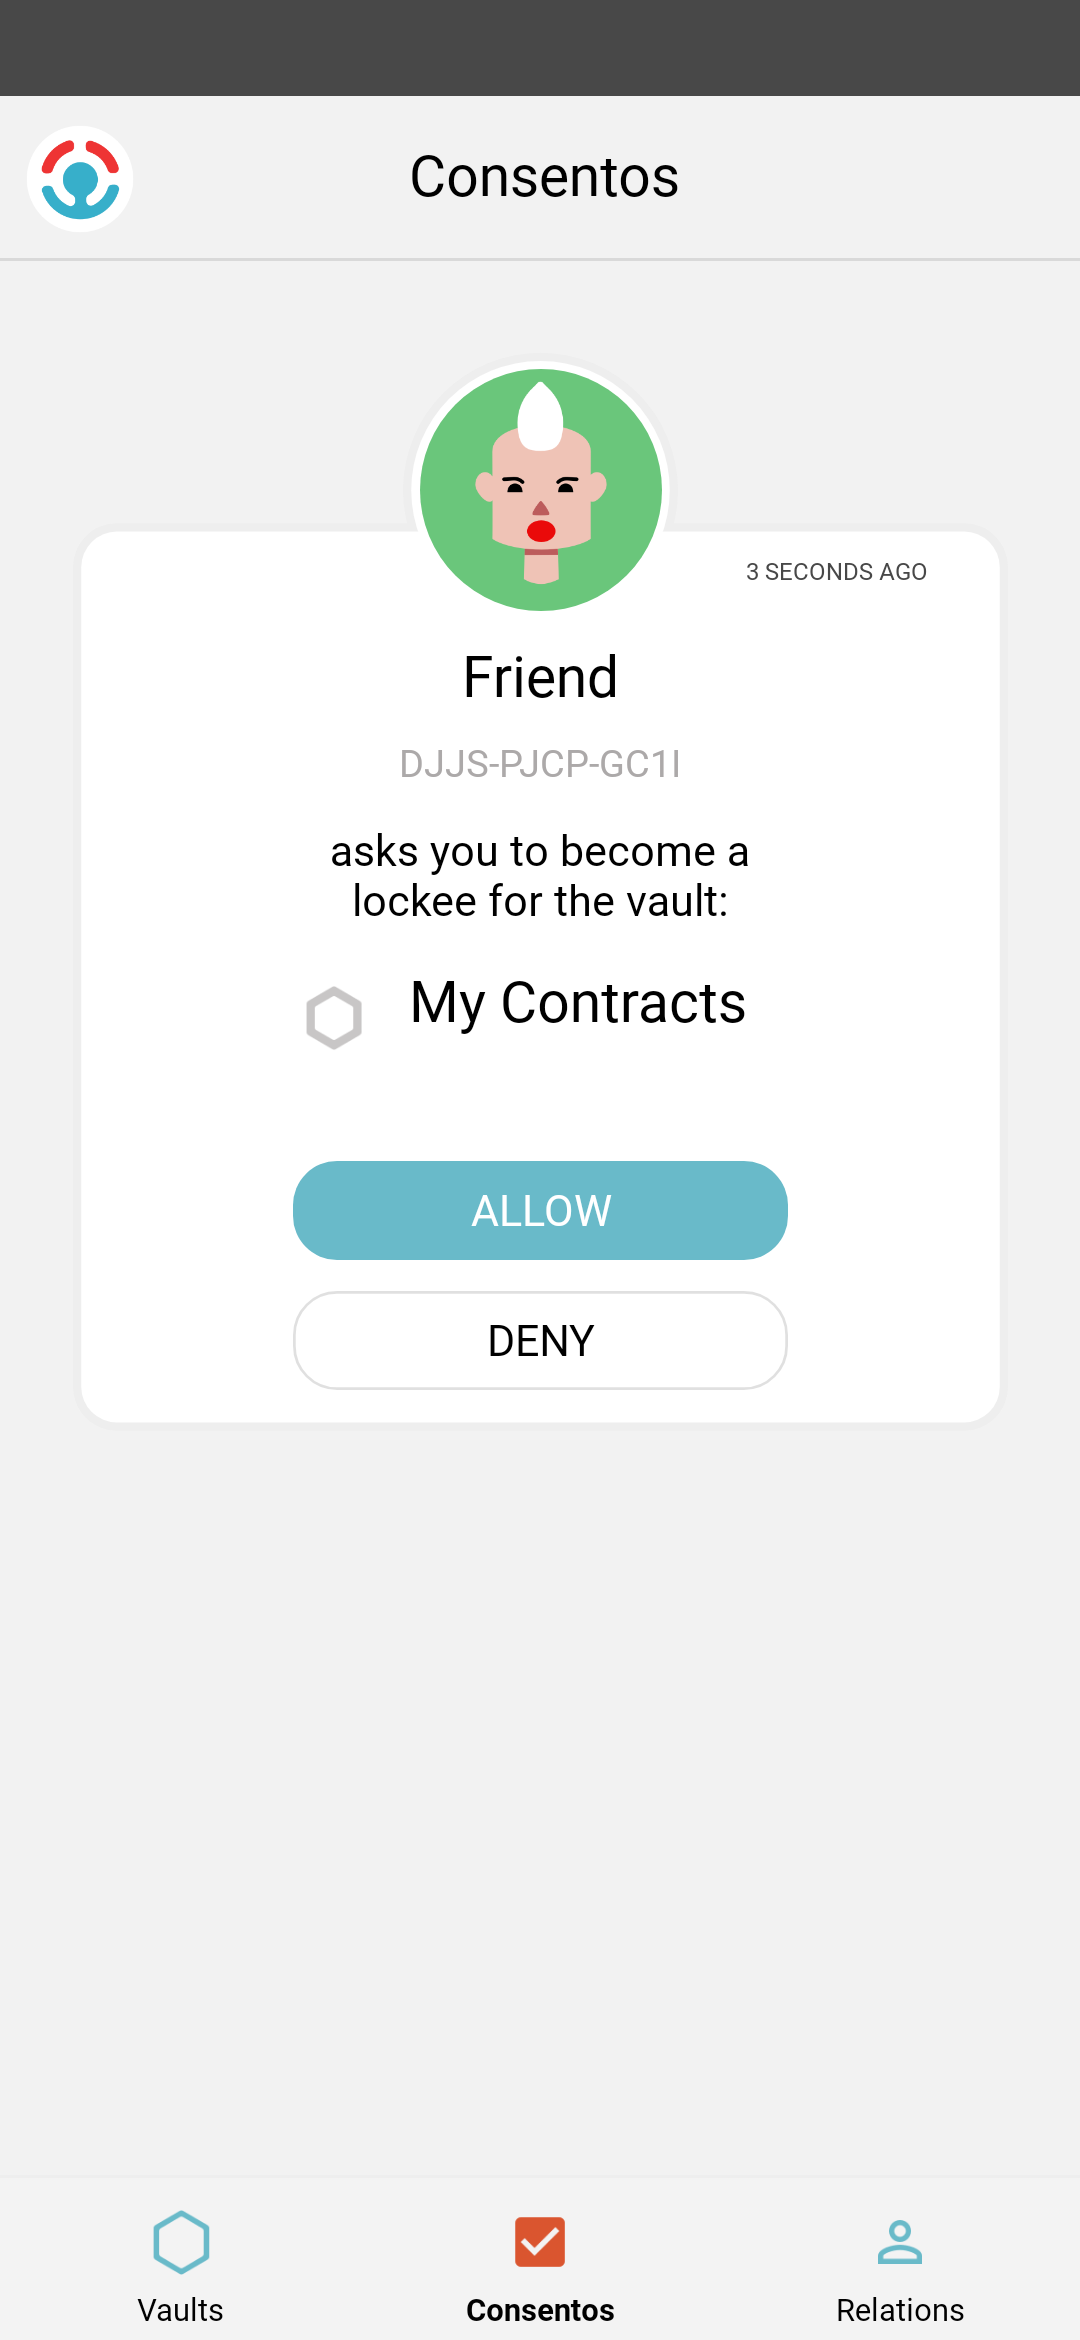 Consentos
3 SECONDS AGO
Friend
DJJS-PJCP-GC1I
asks you to become a
lockee for the vault:
My Contracts
ALLOW
DENY
Vaults
Consentos
Relations